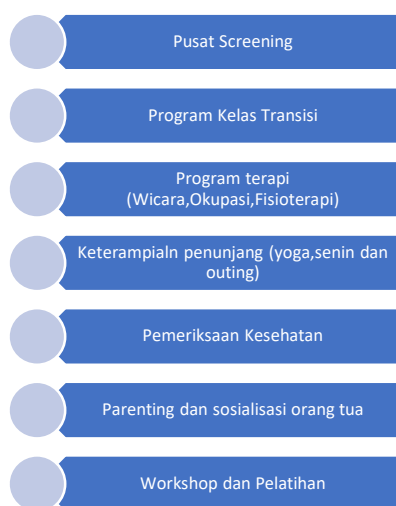 Pusat Screening
Program Kelas Transisi
Program terapi
(Wicara,Okupasi,Fisioterapi)
Keterampialn penunjang (yoga,senin dan
outing)
Pemeriksaan Kesehatan
Parenting dan sosialisasi orang tua
Workshop dan Pelatihan